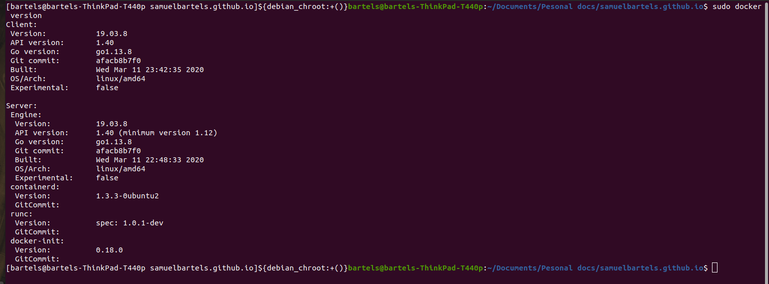 [bartels@bartels-ThinkPad-T440p samuelbartels.github.io]${debian_chroot:+()}bartels@bartels-ThinkPad-T440p:~/Documents/Pesonal docs/samuelbartels.github.io$ sudo docker
version
Client:
Version: 19.03.8
API version: 1.40
Go version: go1.13.8
Git commit: afacb8b7f0
Built: Wed Mar 11 23:42:35 2020
OS/Arch: linux/amd64
Experimental: false
Server:
Engine:
Version: 19.03.8
API version: 1.40 (minimum version 1.12)
Go version: go1.13.8
Git commit: afacb8b7f0
Built: Wed Mar 11 22:48:33 2020
OS/Arch: linux/amd64
Experimental: false
containerd:
Version: 1.3.3-0ubuntu2
GitCommit:
runc:
Version: spec: 1.0.1-dev
GitCommit:
docker-init:
Version: 0.18.0
GitCommit:
[bartels@bartels-ThinkPad-T440p samuelbartels.github.io]${debian_chroot:+()}bartels@bartels-ThinkPad-T440p:~/Documents/Pesonal docs/samuelbartels.github.io$